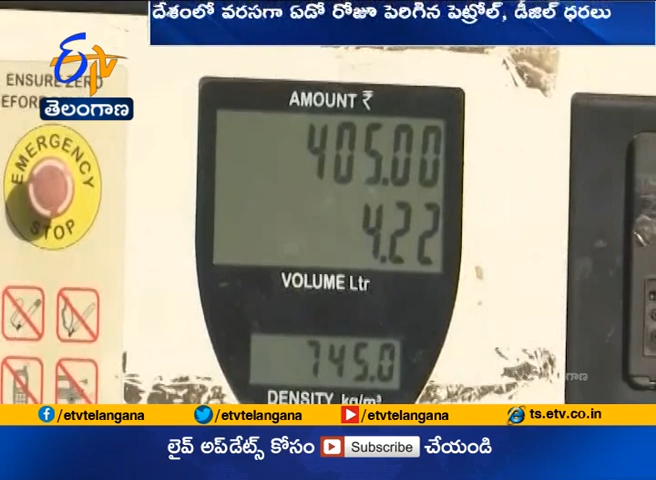 దేశంలో వరసగా ఏడో రోజూ పెరిగిన పెట్రోల్, డీజిల్ ధరలు
etv
తెలంగాణ
ENSURE ZERO
EMERGENCY
STOP
AMOUNT ₹
405.00
4.22
VOLUME Ltr
745.0
DENSITY kg/m³
/etvtelangana /etvtelangana /etvtelangana ts.etv.co.in
లైవ్ అప్‌డేట్స్ కోసం Subscribe చేయండి